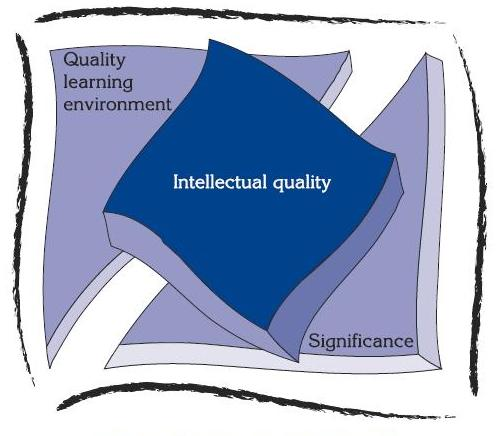 Quality
learning
environment
Intellectual quality
Significance